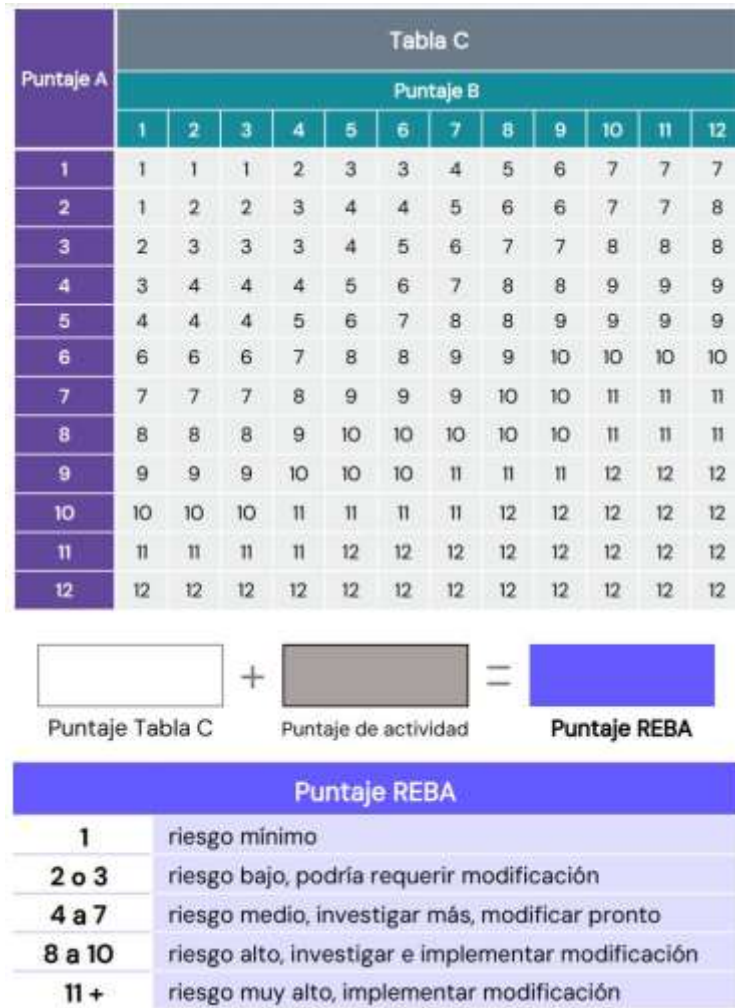 Tabla C
Puntaje A
Puntaje B
1 2 3 4 5 6 7 8 9 10 11 12
1 1 1 1 2 3 3 4 5 6 7 7 7
2 1 2 2 3 4 4 5 6 6 7 7 8
3 2 3 3 3 4 5 6 7 7 8 8 8
4 3 4 4 4 5 6 7 8 8 9 9 9
5 4 4 4 5 6 7 8 8 9 9 9 9
6 6 6 6 7 8 8 9 9 10 10 10 10
7 7 7 7 8 9 9 9 10 10 11 11 11
8 8 8 8 9 10 10 10 10 10 11 11 11
9 9 9 9 10 10 10 11 11 11 12 12 12
10 10 10 10 11 11 11 11 12 12 12 12 12
11 11 11 11 11 12 12 12 12 12 12 12 12
12 12 12 12 12 12 12 12 12 12 12 12 12
+ =
Puntaje Tabla C Puntaje de actividad Puntaje REBA
Puntaje REBA
1 riesgo mínimo
2 o 3 riesgo bajo, podría requerir modificación
4 a 7 riesgo medio, investigar más, modificar pronto
8 a 10 riesgo alto, investigar e implementar modificación
11 + riesgo muy alto, implementar modificación